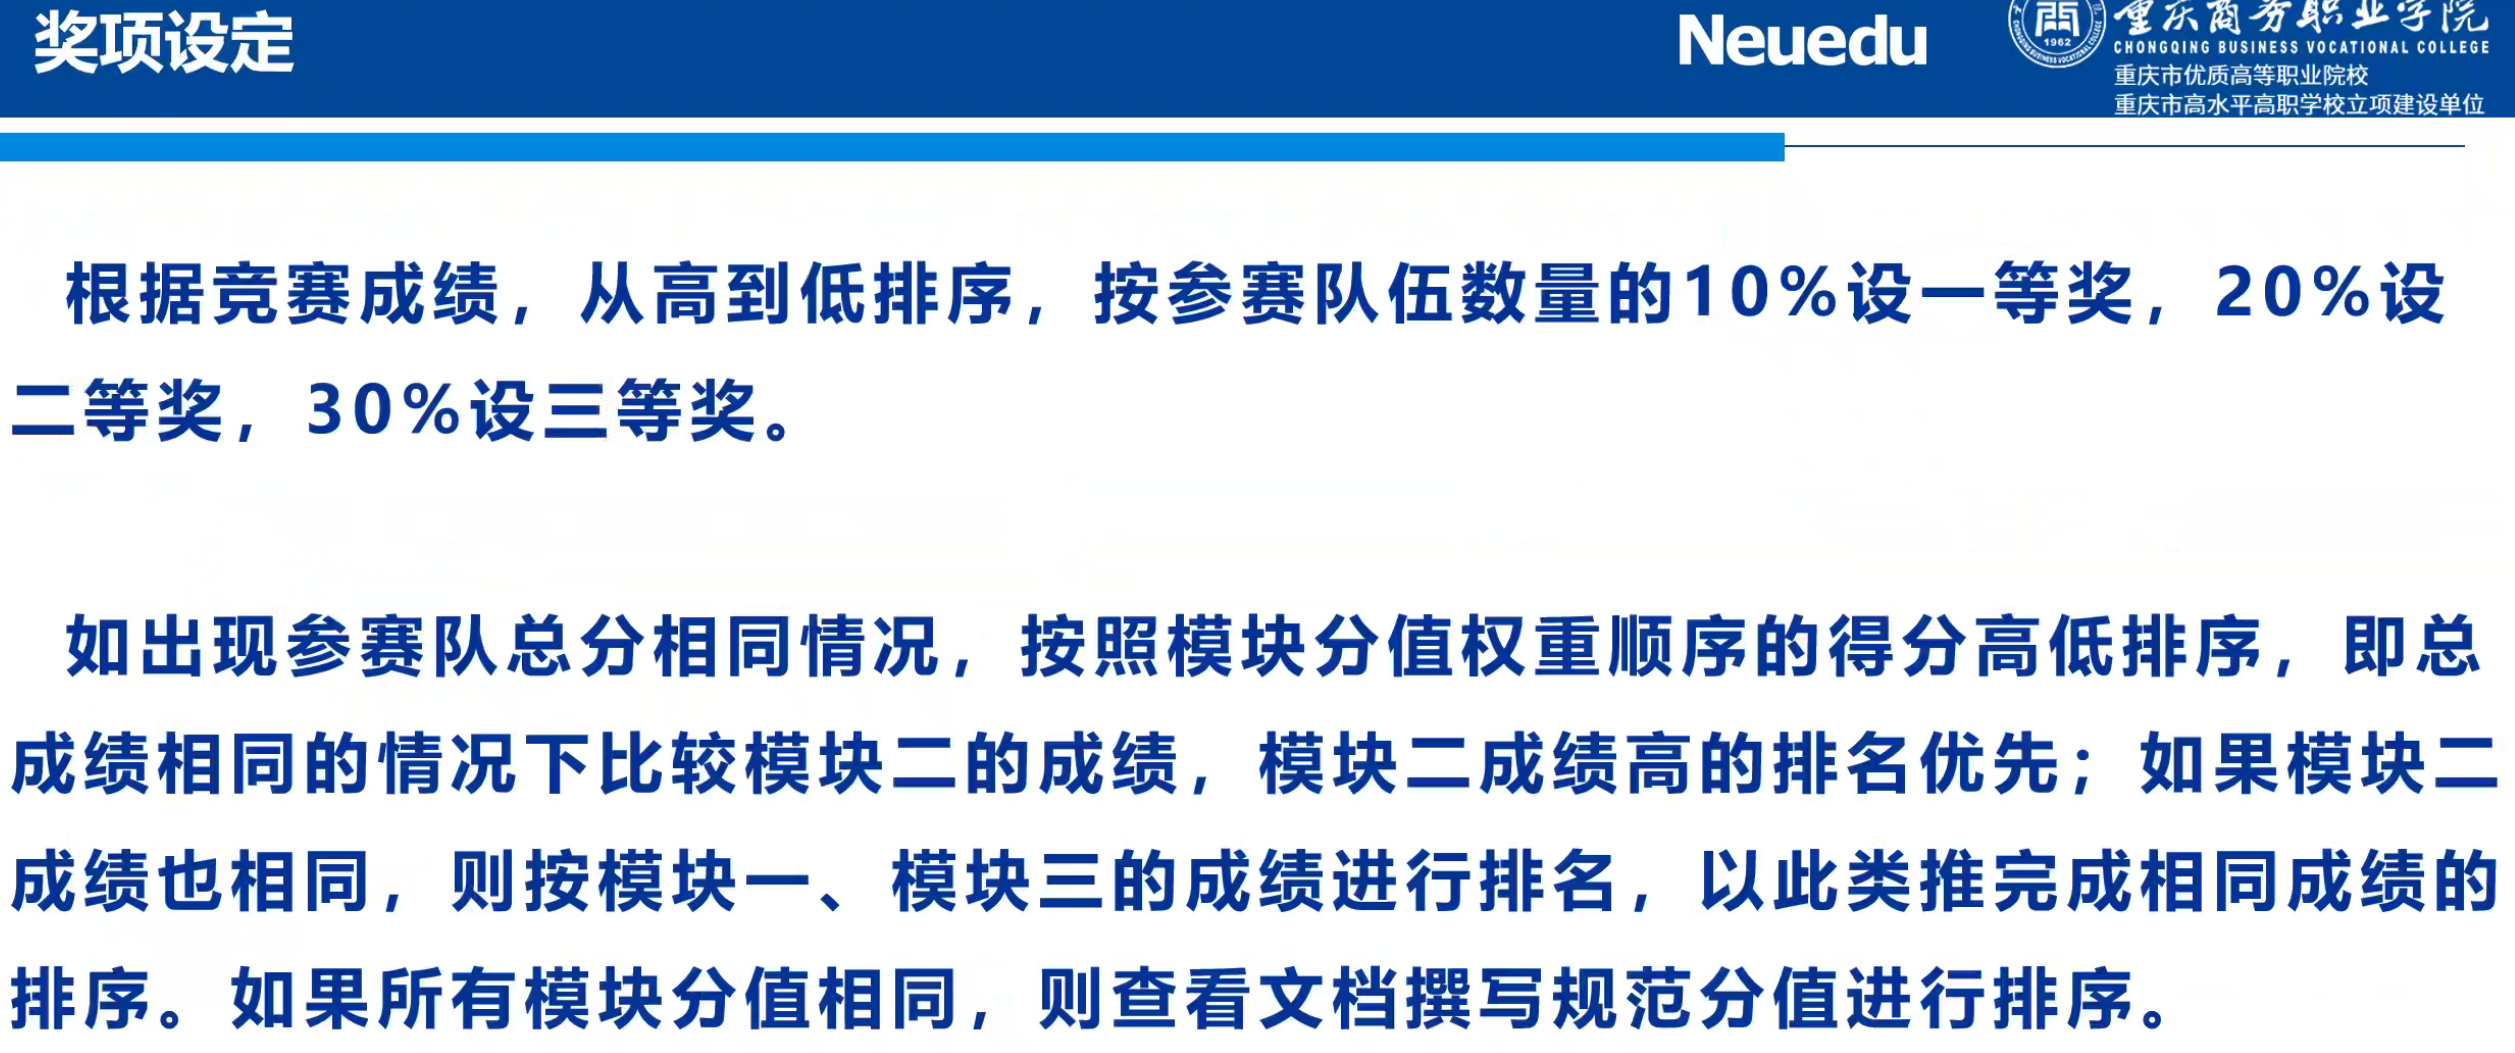 奖项设定
Neuedu
1962
重庆商务职业学院
CHONGQING BUSINESS VOCATIONAL COLLEGE
重庆市优质高等职业院校
重庆市高水平高职学校立项建设单位
根据竞赛成绩，从高到低排序，按参赛队伍数量的10%设一等奖，20%设
二等奖，30%设三等奖。
如出现参赛队总分相同情况，按照模块分值权重顺序的得分高低排序，即总
成绩相同的情况下比较模块二的成绩，模块二成绩高的排名优先；如果模块二
成绩也相同，则按模块一、模块三的成绩进行排名，以此类推完成相同成绩的
排序。如果所有模块分值相同，则查看文档撰写规范分值进行排序。